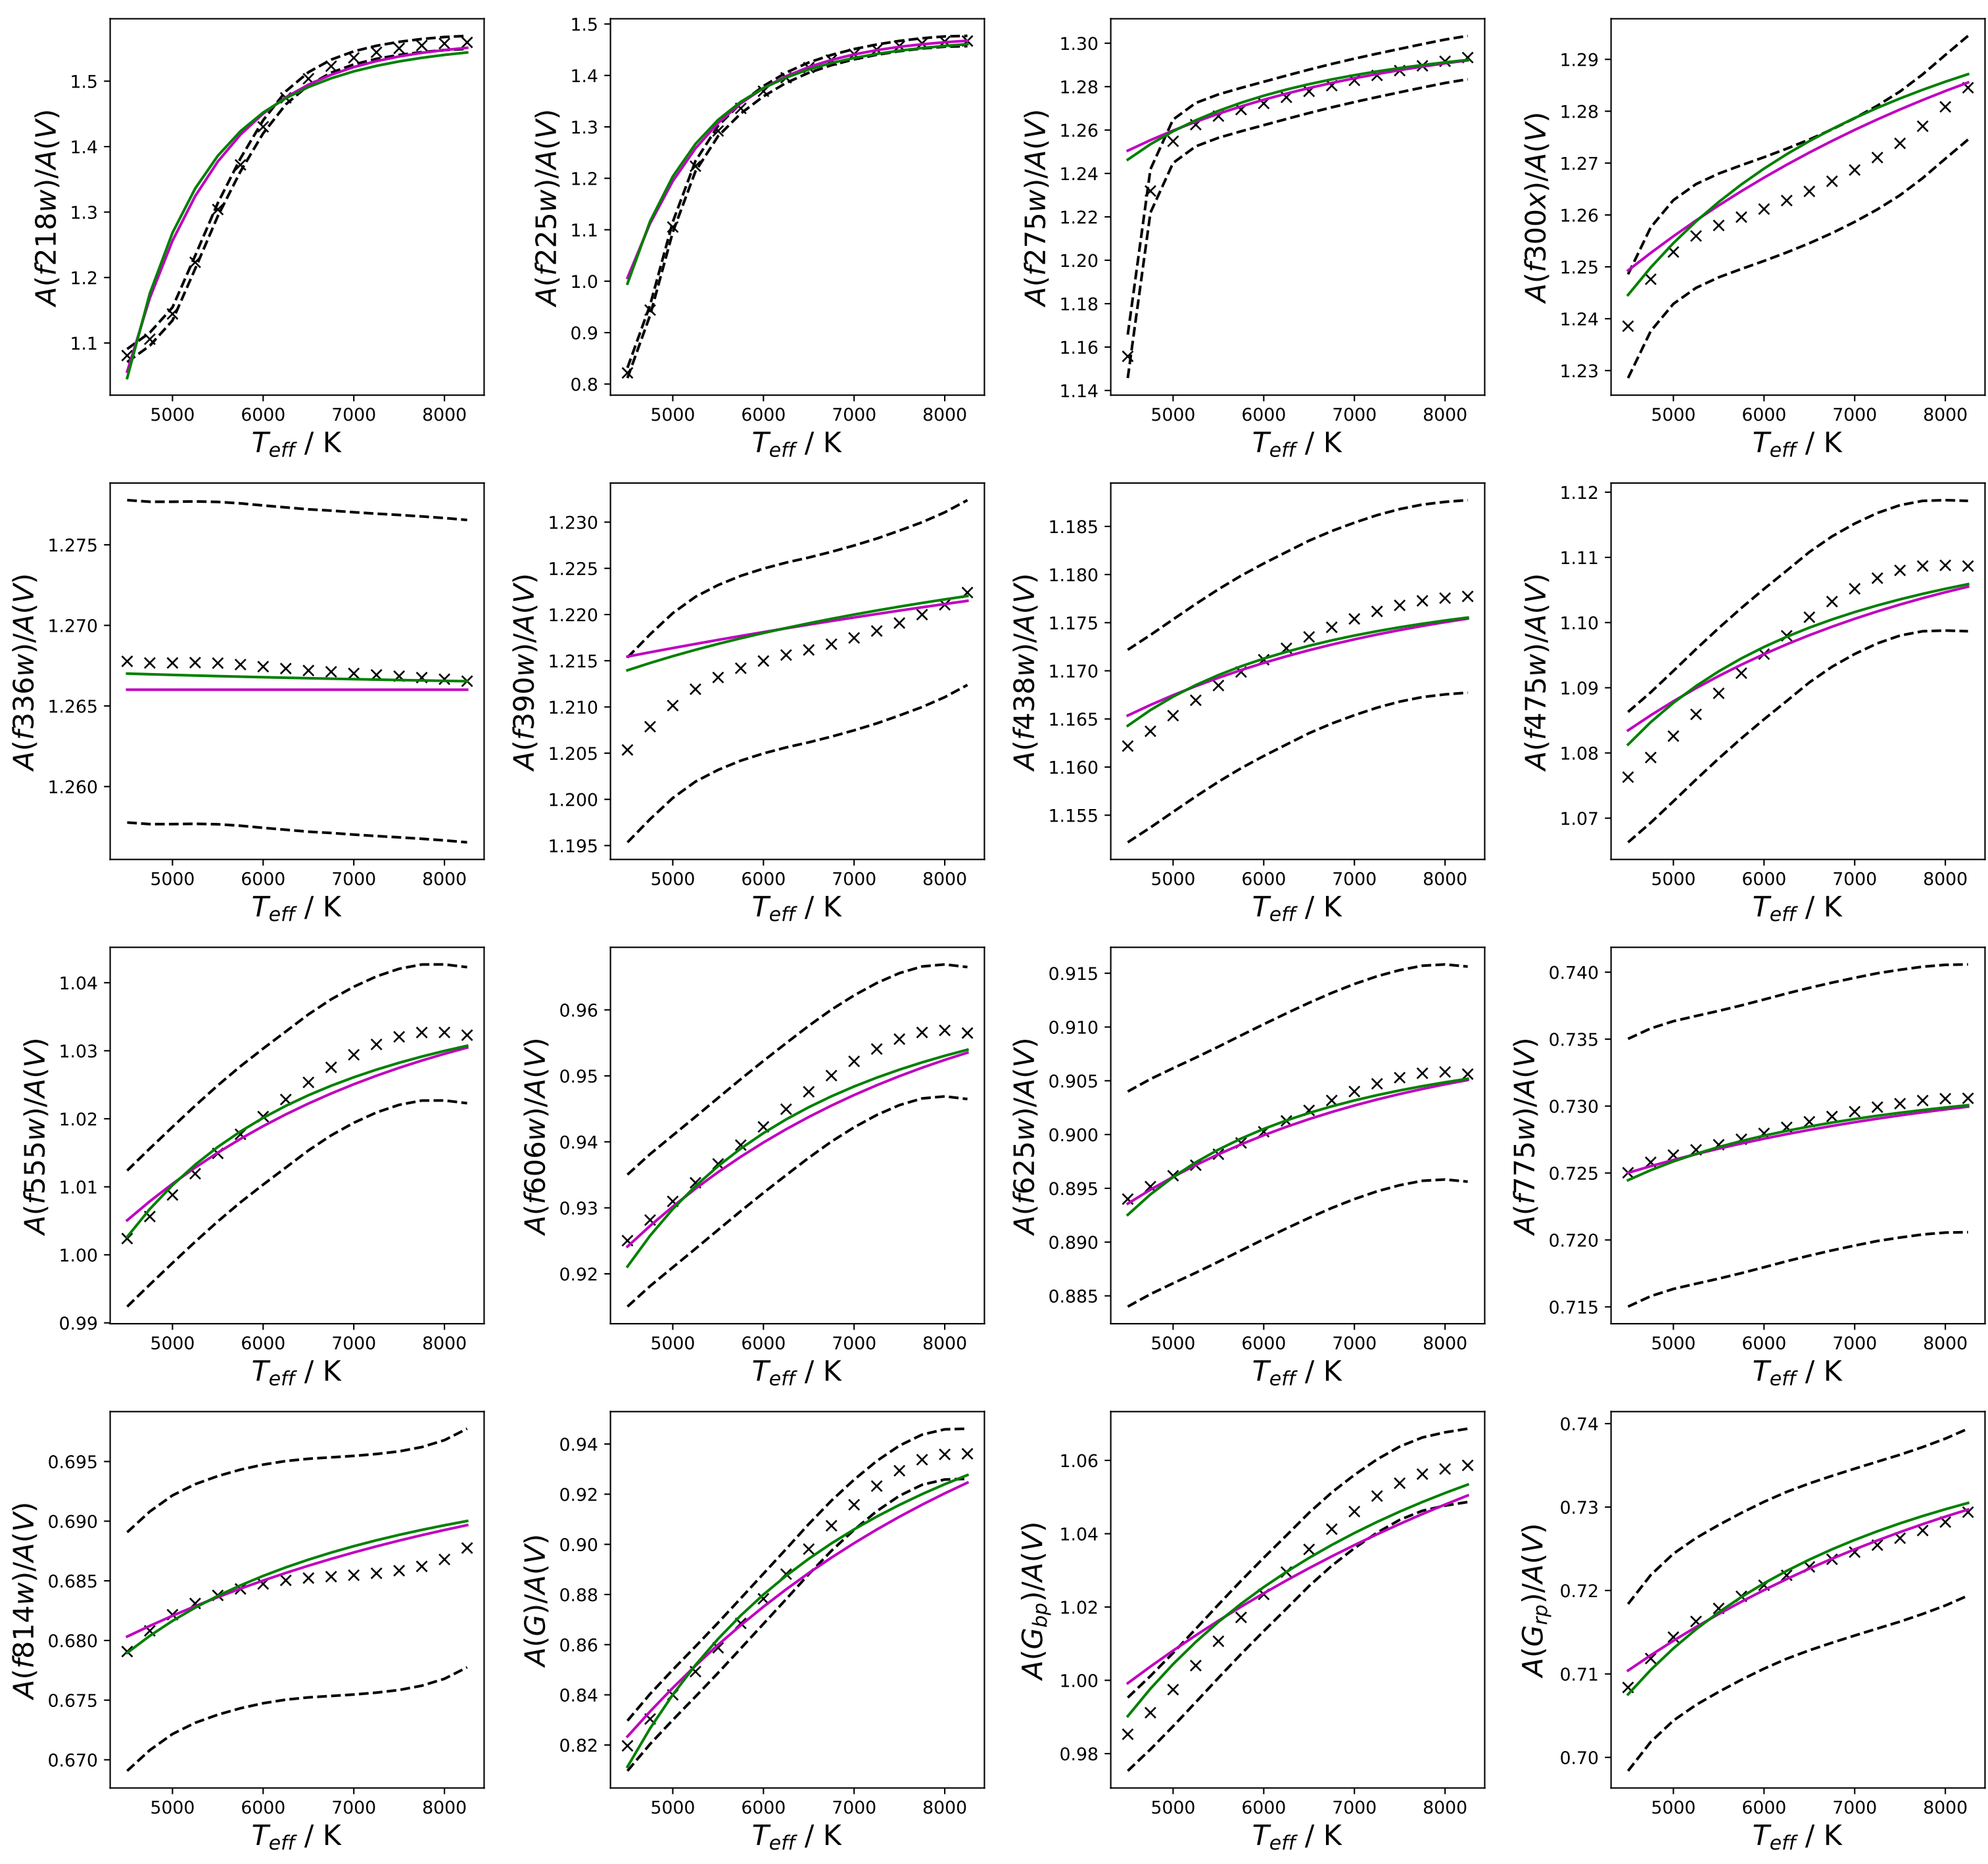 A(f218w)/A(V)
1.5
1.4
1.3
1.2
1.1
5000 6000 7000 8000
T_eff / K
A(f225w)/A(V)
1.5
1.4
1.3
1.2
1.1
1.0
0.9
0.8
5000 6000 7000 8000
T_eff / K
A(f275w)/A(V)
1.30
1.28
1.26
1.24
1.22
1.20
1.18
1.16
1.14
5000 6000 7000 8000
T_eff / K
A(f300x)/A(V)
1.29
1.28
1.27
1.26
1.25
1.24
1.23
5000 6000 7000 8000
T_eff / K
A(f336w)/A(V)
1.275
1.270
1.265
1.260
5000 6000 7000 8000
T_eff / K
A(f390w)/A(V)
1.230
1.225
1.220
1.215
1.210
1.205
1.200
1.195
5000 6000 7000 8000
T_eff / K
A(f438w)/A(V)
1.185
1.180
1.175
1.170
1.165
1.160
1.155
5000 6000 7000 8000
T_eff / K
A(f475w)/A(V)
1.12
1.11
1.10
1.09
1.08
1.07
5000 6000 7000 8000
T_eff / K
A(f555w)/A(V)
1.04
1.03
1.02
1.01
1.00
0.99
5000 6000 7000 8000
T_eff / K
A(f606w)/A(V)
0.96
0.95
0.94
0.93
0.92
5000 6000 7000 8000
T_eff / K
A(f625w)/A(V)
0.915
0.910
0.905
0.900
0.895
0.890
0.885
5000 6000 7000 8000
T_eff / K
A(f775w)/A(V)
0.740
0.735
0.730
0.725
0.720
0.715
5000 6000 7000 8000
T_eff / K
A(f814w)/A(V)
0.695
0.690
0.685
0.680
0.675
0.670
5000 6000 7000 8000
T_eff / K
A(G)/A(V)
0.94
0.92
0.90
0.88
0.86
0.84
0.82
5000 6000 7000 8000
T_eff / K
A(G_bp)/A(V)
1.06
1.04
1.02
1.00
0.98
5000 6000 7000 8000
T_eff / K
A(G_rp)/A(V)
0.74
0.73
0.72
0.71
0.70
5000 6000 7000 8000
T_eff / K